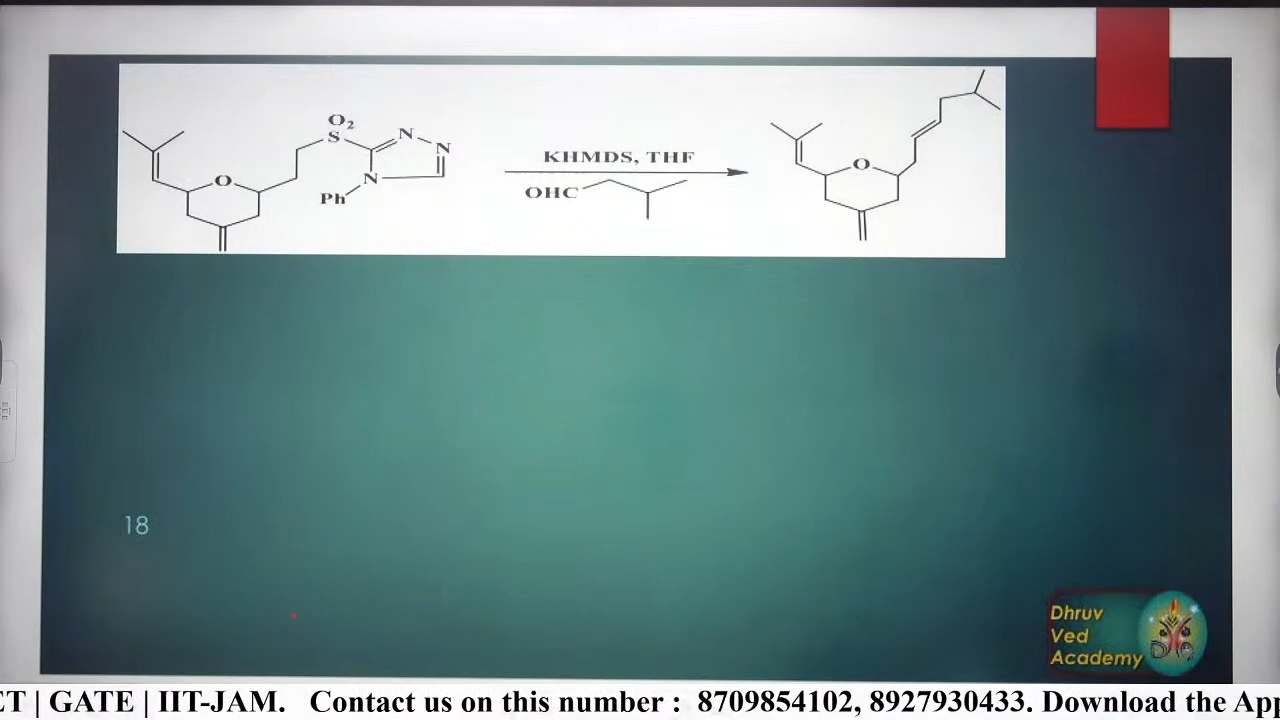 O2
S
N
N
N
Ph
O
KHMDS, THF
OHC
O
18
Dhruv
Ved
Academy
ET | GATE | IIT-JAM. Contact us on this number : 8709854102, 8927930433. Download the App